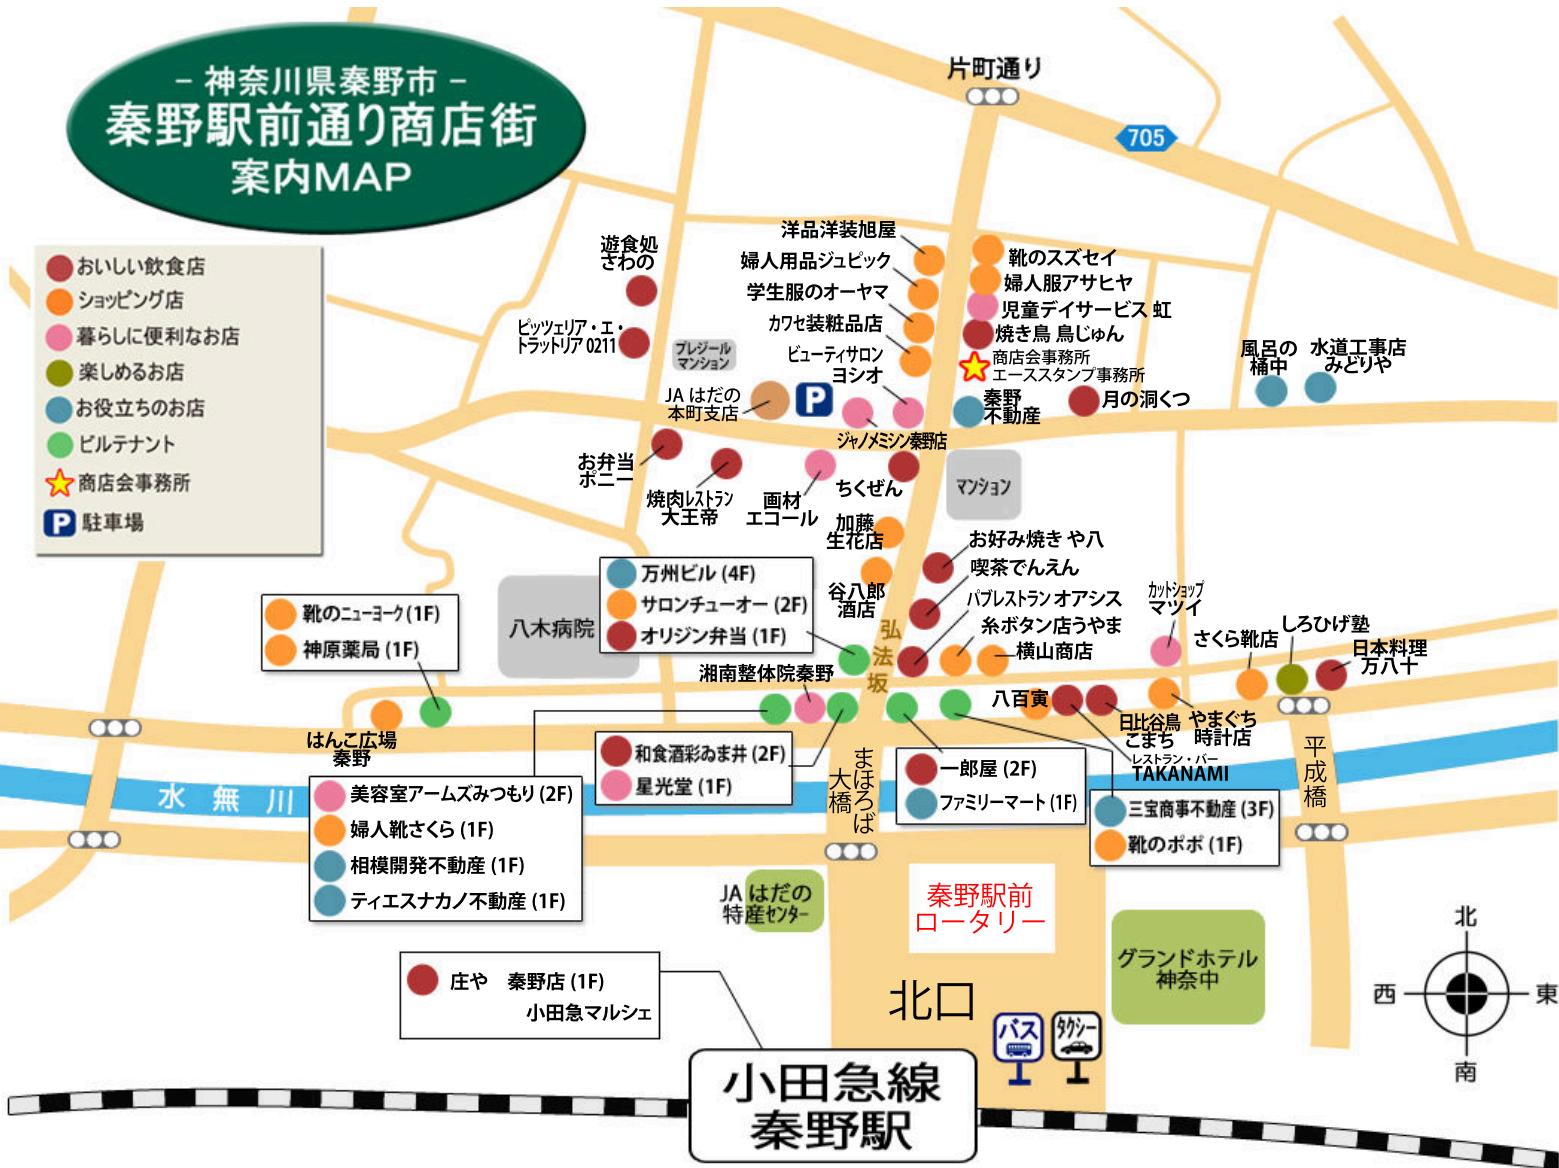 – 神奈川県秦野市 –
秦野駅前通り商店街
案内MAP
おいしい飲食店
ショッピング店
暮らしに便利なお店
楽しめるお店
お役立ちのお店
ビルテナント
商店会事務所
P 駐車場
片町通り
705
遊食処
さわの
ピッツェリア・エ・
トラットリア 0211
プレジール
マンション
JA はだの
本町支店
P
洋品洋装旭屋
婦人用品ジュピック
学生服のオーヤマ
カワセ装粧品店
ビューティサロン
ヨシオ
ジャノメミシン秦野店
靴のスズセイ
婦人服アサヒヤ
児童デイサービス 虹
焼き鳥 鳥じゅん
商店会事務所
エーススタンプ事務所
秦野
不動産
月の洞くつ
風呂の
桶中
水道工事店
みどりや
お弁当
ポニー
焼肉レストラン
大王帝
画材
エコール
ちくぜん
マンション
加藤
生花店
谷八郎
酒店
お好み焼き や八
喫茶でんえん
パブレストラン オアシス
糸ボタン店うやま
横山商店
カットショップ
マツイ
さくら靴店
しろひげ塾
日本料理
万八十
八木病院
万州ビル (4F)
サロンチューオー (2F)
オリジン弁当 (1F)
弘法坂
靴のニューヨーク(1F)
神原薬局 (1F)
はんこ広場
秦野
湘南整体院秦野
八百寅
日比谷鳥
こまち
やまぐち
時計店
レストラン・バー
TAKANAMI
和食酒彩ゐま井 (2F)
星光堂 (1F)
美容室アームズみつもり (2F)
婦人靴さくら (1F)
相模開発不動産 (1F)
ティエスナカノ不動産 (1F)
一郎屋 (2F)
ファミリーマート (1F)
三宝商事不動産 (3F)
靴のポポ (1F)
水無川
まほろば
大橋
平成橋
JA はだの
特産センター
秦野駅前
ロータリー
グランドホテル
神奈中
北口
バス
タクシー
庄や 秦野店 (1F)
小田急マルシェ
小田急線
秦野駅
北
西
東
南